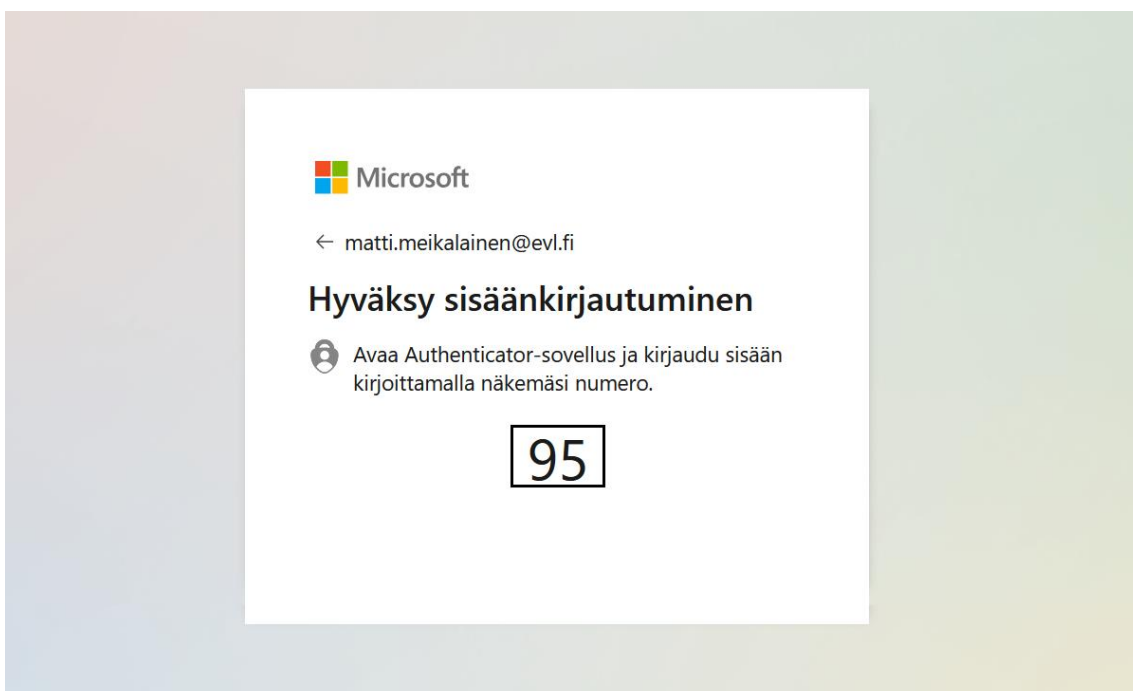 Microsoft
← matti.meikalainen@evl.fi
Hyväksy sisäänkirjautuminen
Avaa Authenticator-sovellus ja kirjaudu sisään
kirjoittamalla näkemäsi numero.
95